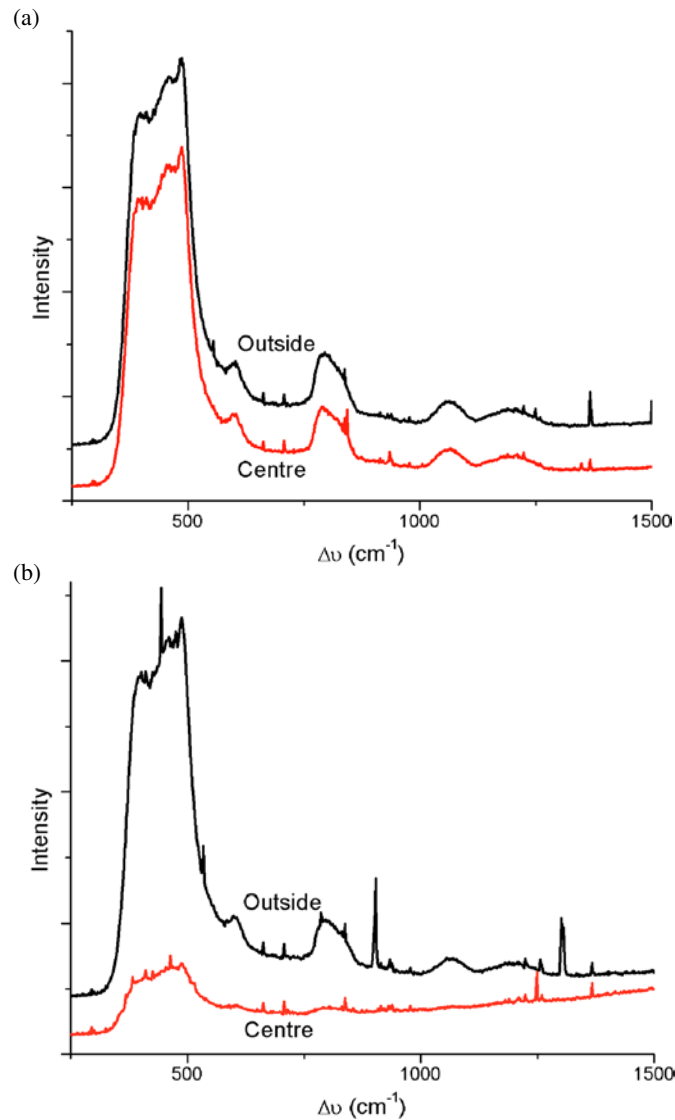 (a)
Intensity
Outside
Centre
500
1000
1500
Δυ (cm⁻¹)
(b)
Intensity
Outside
Centre
500
1000
1500
Δυ (cm⁻¹)